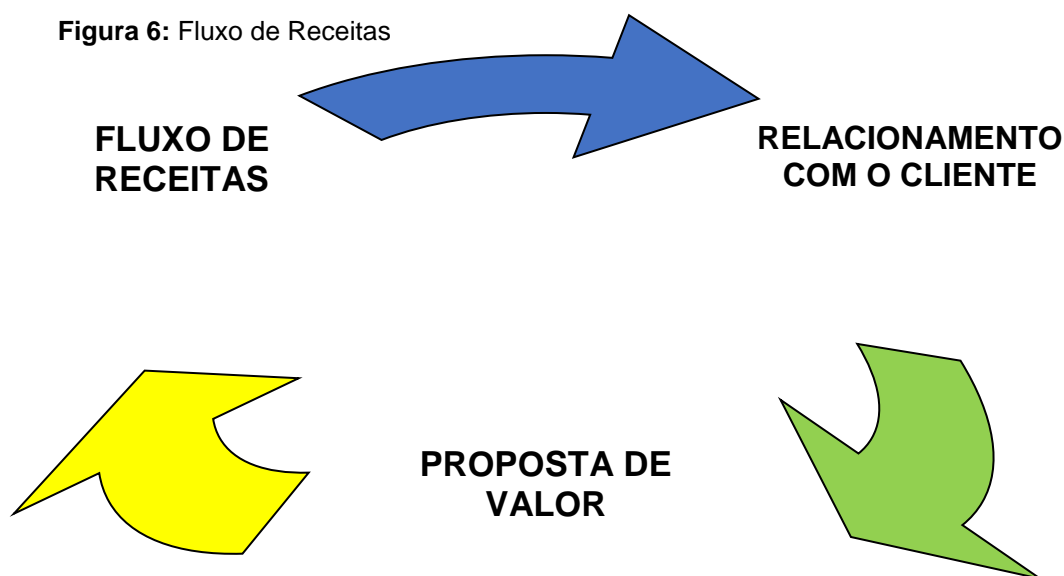 Figura 6: Fluxo de Receitas
FLUXO DE
RECEITAS
RELACIONAMENTO
COM O CLIENTE
PROPOSTA DE
VALOR